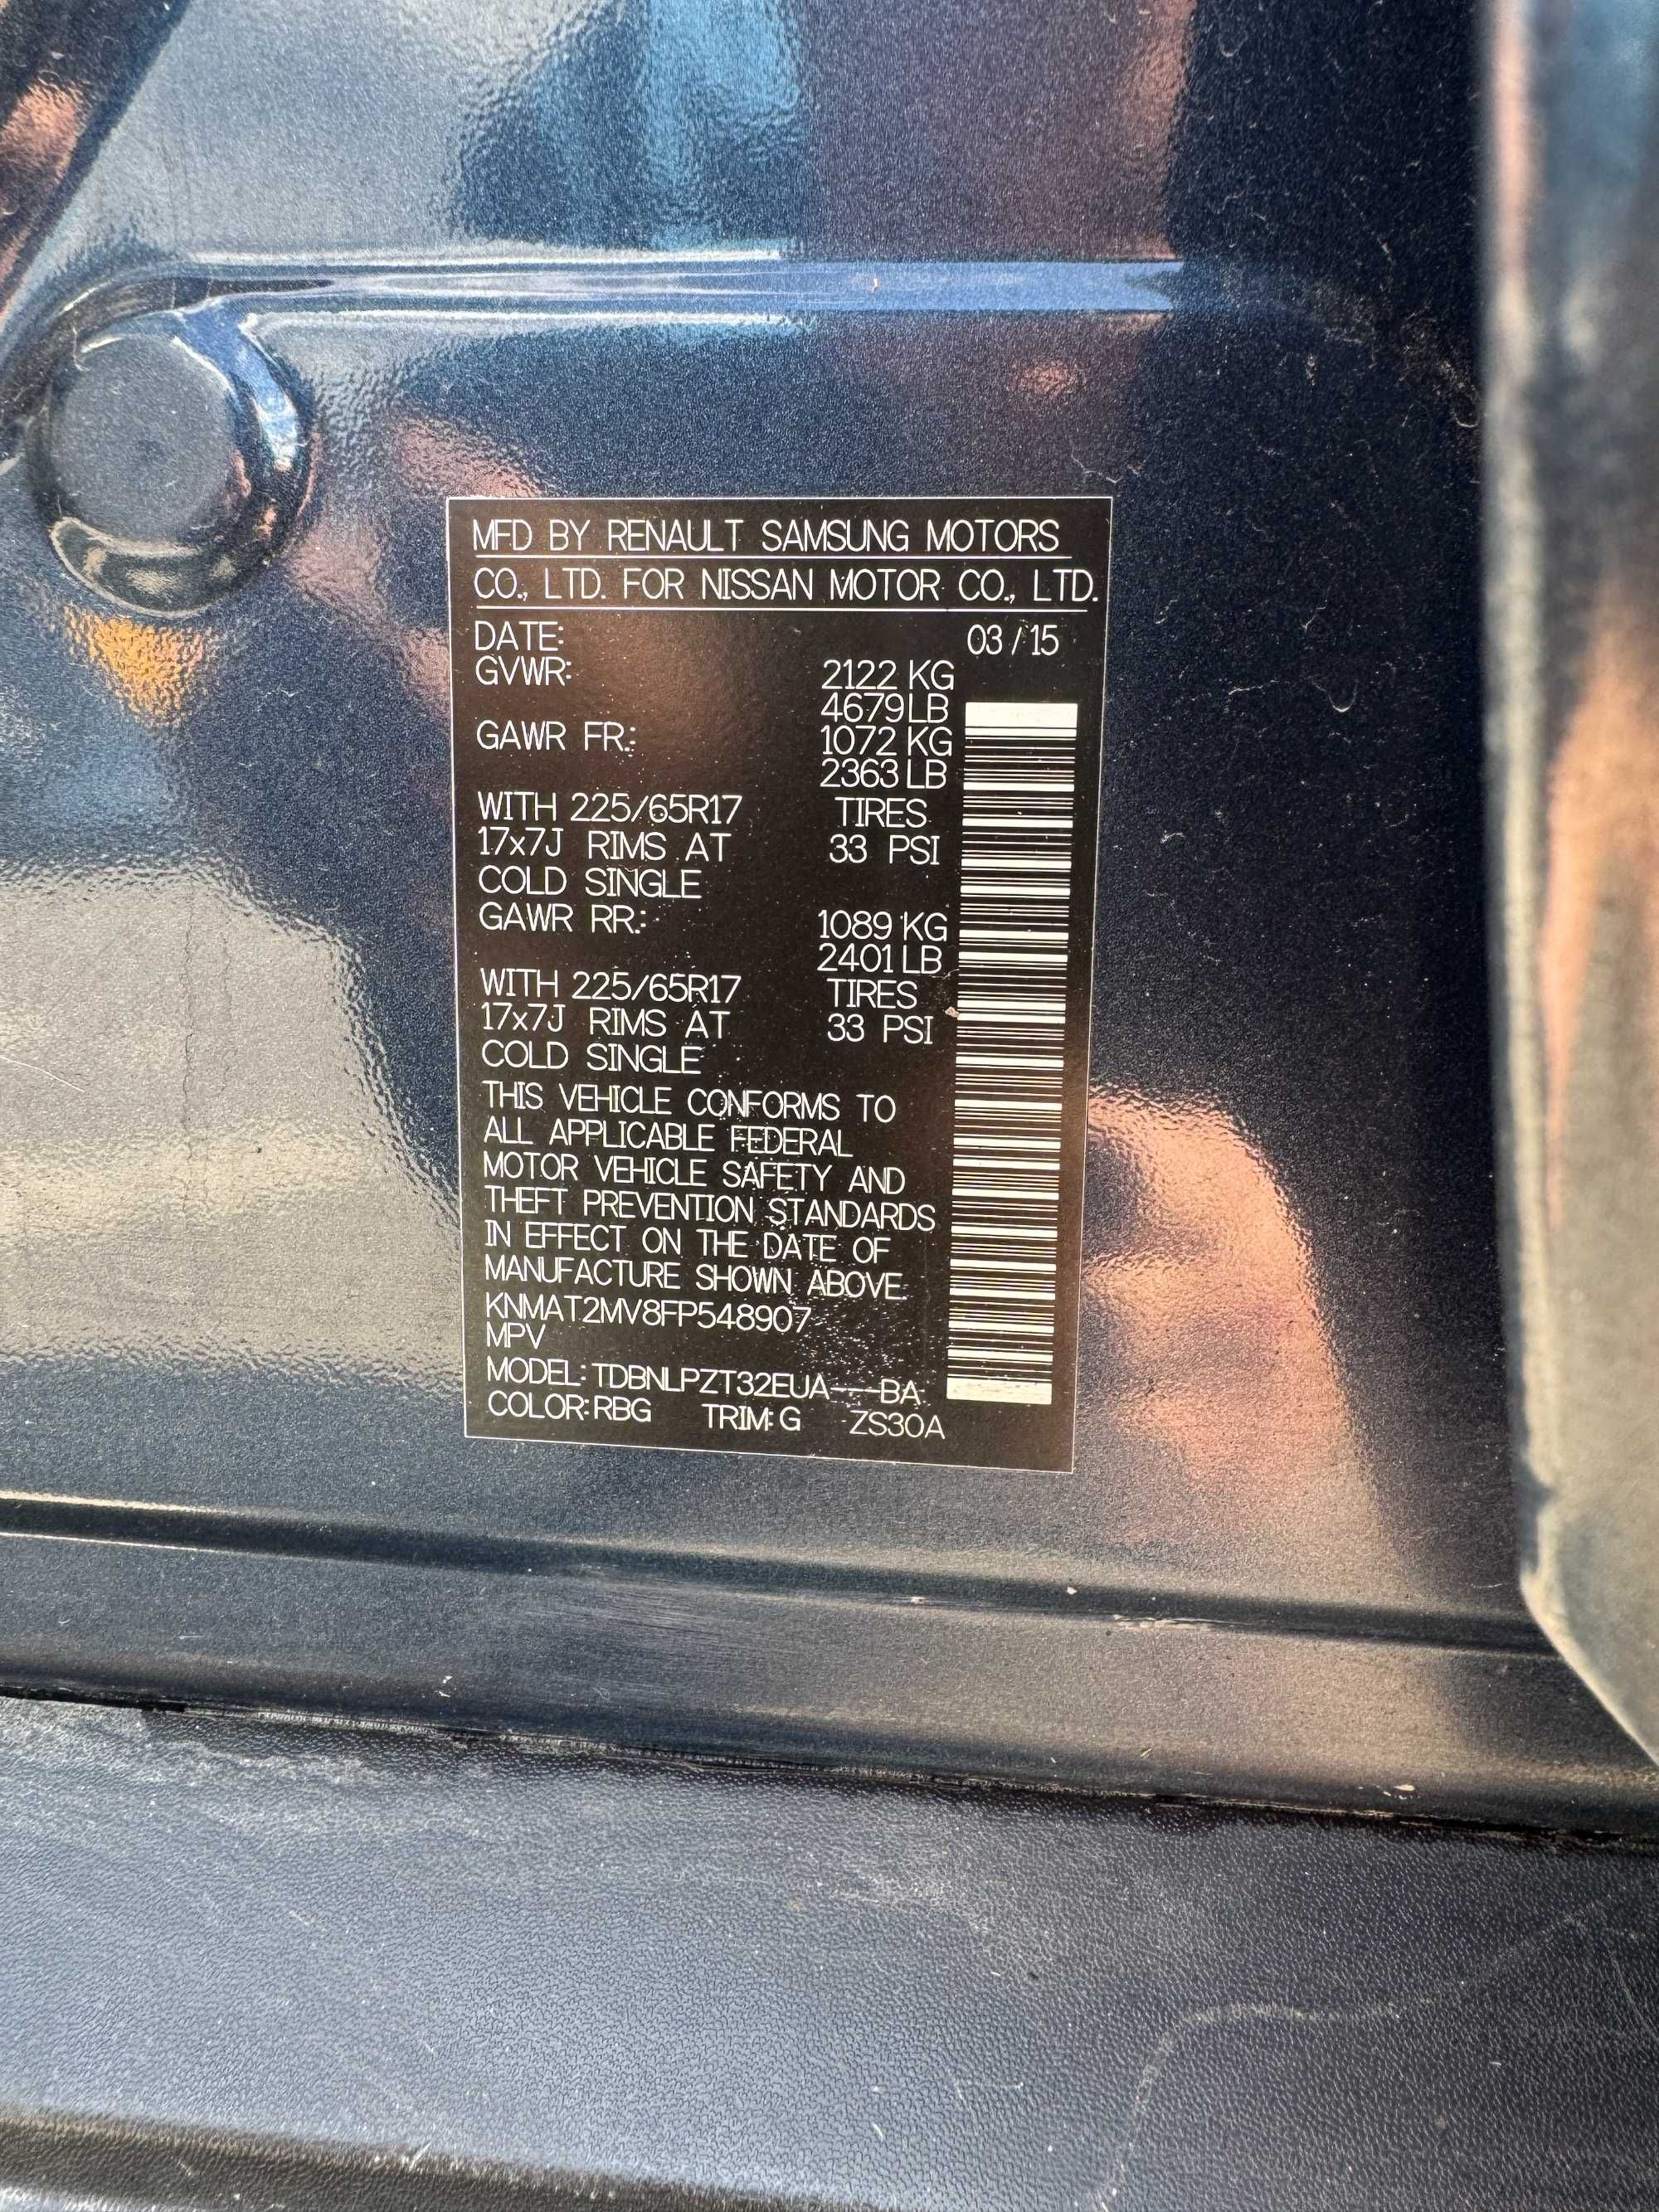 MFD BY RENAULT SAMSUNG MOTORS
CO., LTD. FOR NISSAN MOTOR CO., LTD.
DATE: 03/15
GVWR: 2122 KG
4679 LB
GAWR FR.: 1072 KG
2363 LB
WITH 225/65R17 TIRES
17x7J RIMS AT 33 PSI
COLD SINGLE
GAWR RR.: 1089 KG
2401 LB
WITH 225/65R17 TIRES
17x7J RIMS AT 33 PSI
COLD SINGLE
THIS VEHICLE CONFORMS TO
ALL APPLICABLE FEDERAL
MOTOR VEHICLE SAFETY AND
THEFT PREVENTION STANDARDS
IN EFFECT ON THE DATE OF
MANUFACTURE SHOWN ABOVE.
KNMAT2MV8FP548907
MPV
MODEL: TDBNLPZT32EUA---BA
COLOR: RBG TRIM: G ZS30A